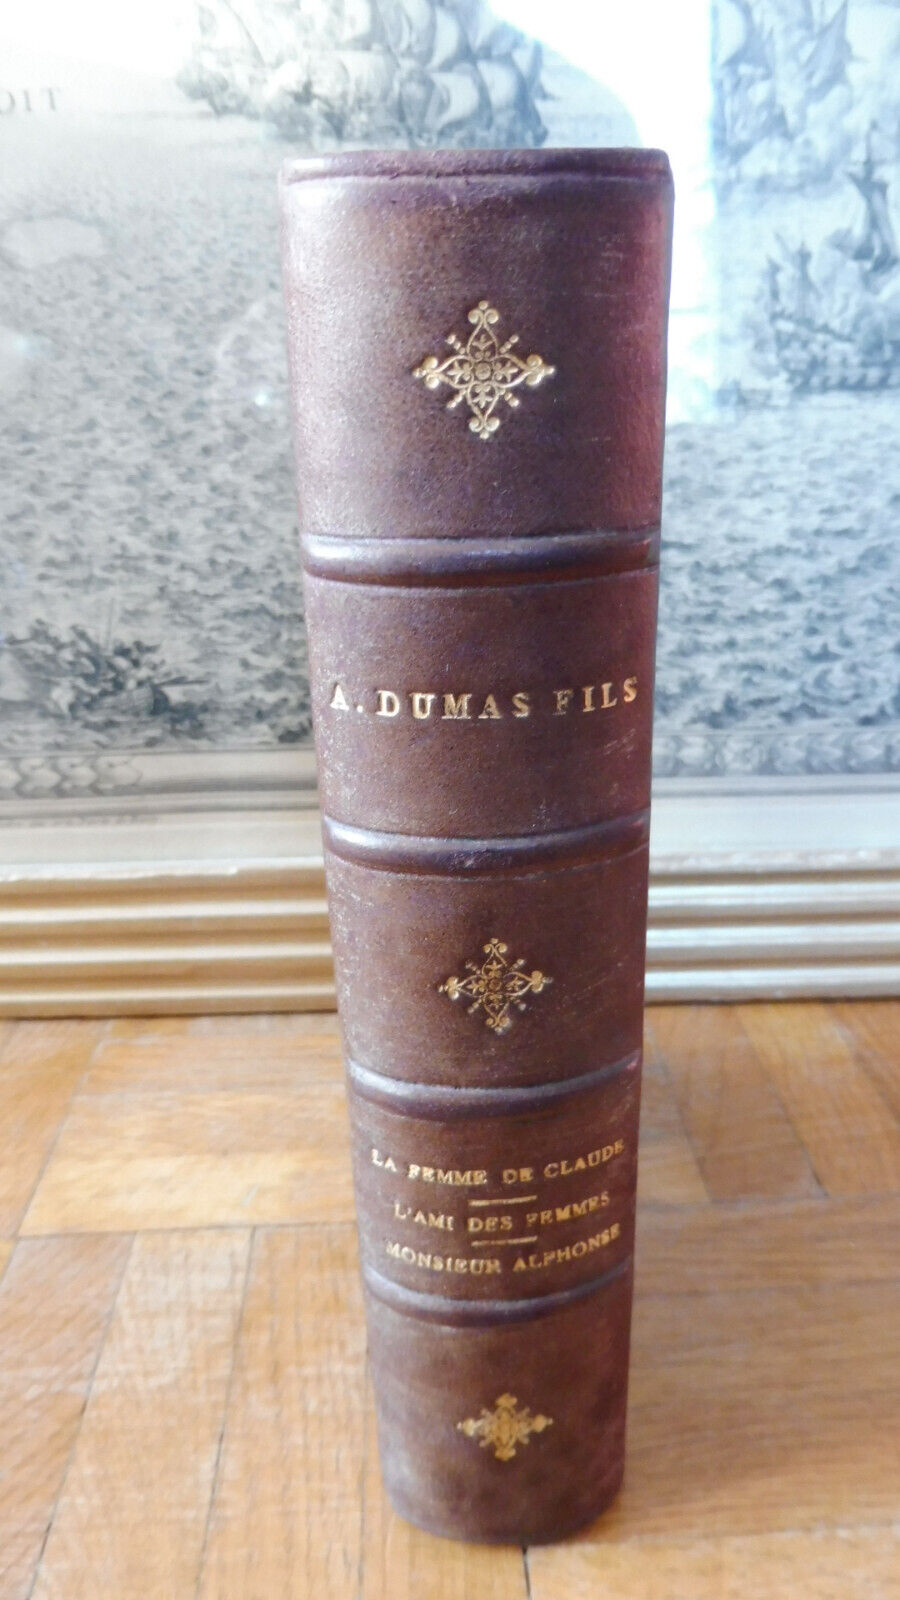 A. DUMAS FILS
LA FEMME DE CLAUDE
L'AMI DES FEMMES
MONSIEUR ALPHONSE